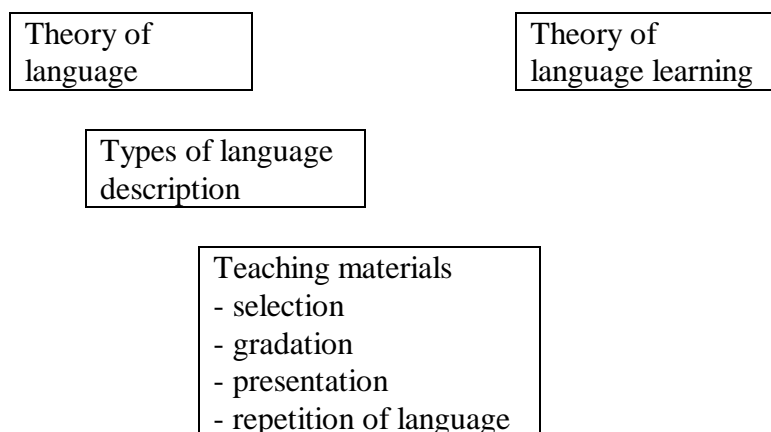 Theory of
language
Theory of
language learning
Types of language
description
Teaching materials
- selection
- gradation
- presentation
- repetition of language